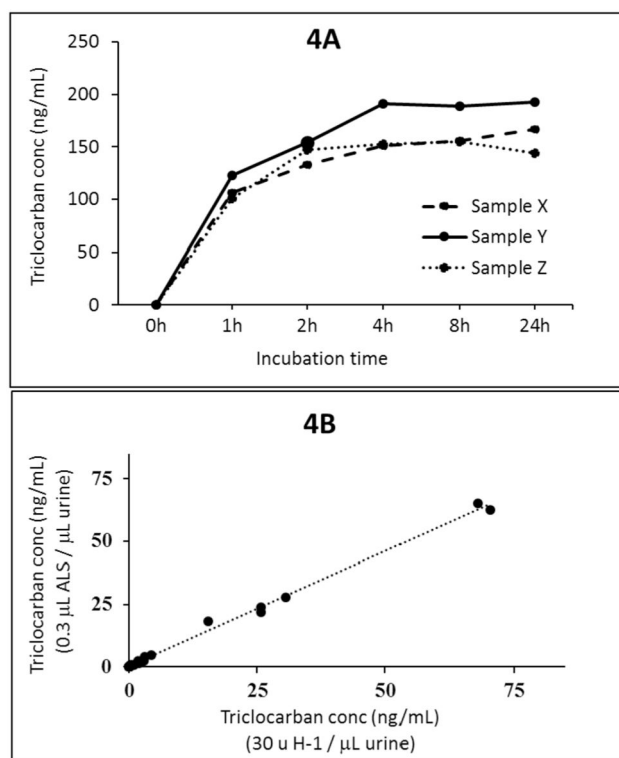 4A
Triclocarban conc (ng/mL)
250
200
150
100
50
0
0h 1h 2h 4h 8h 24h
Incubation time
Sample X
Sample Y
Sample Z
4B
Triclocarban conc (ng/mL)
(0.3 µL ALS / µL urine)
75
50
25
0
0 25 50 75
Triclocarban conc (ng/mL)
(30 u H-1 / µL urine)